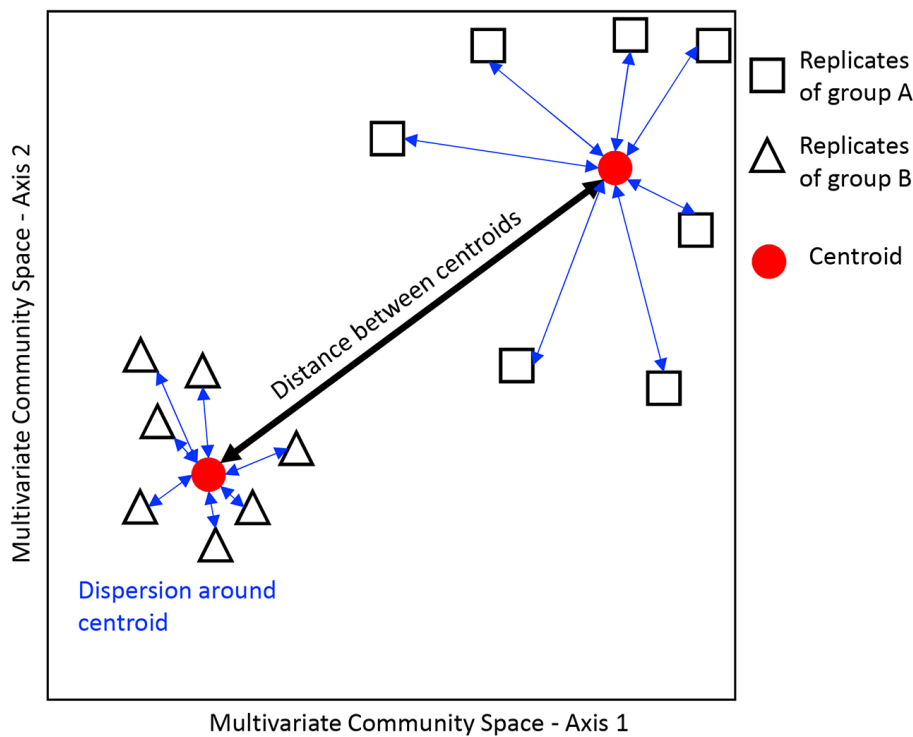 Replicates
of group A
Replicates
of group B
Centroid
Distance between centroids
Dispersion around
centroid
Multivariate Community Space - Axis 2
Multivariate Community Space - Axis 1